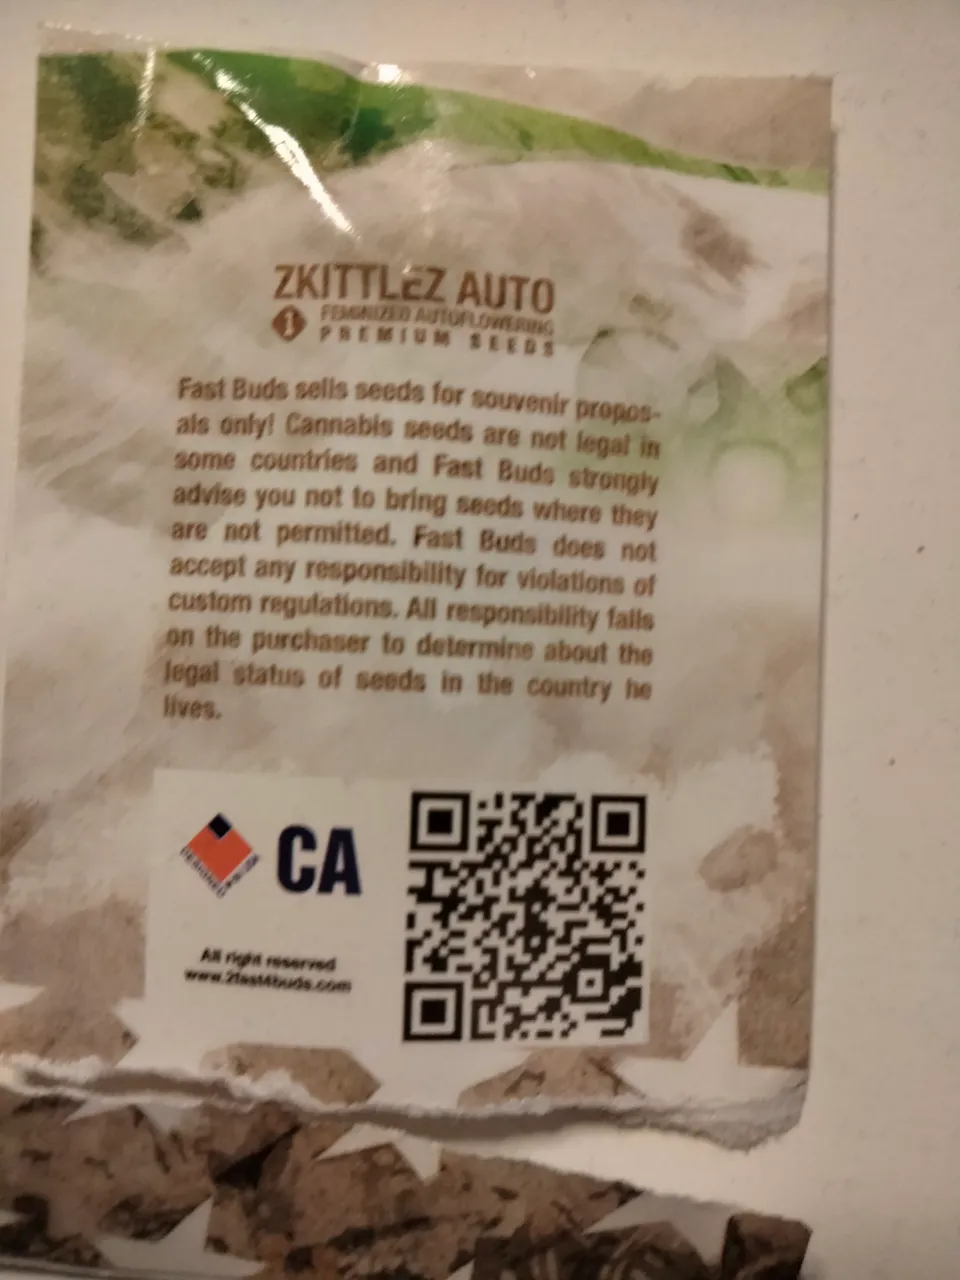 ZKITTLEZ AUTO
1 FEMINIZED AUTOFLOWERING
PREMIUM SEEDS
Fast Buds sells seeds for souvenir propos-
als only! Cannabis seeds are not legal in
some countries and Fast Buds strongly
advise you not to bring seeds where they
are not permitted. Fast Buds does not
accept any responsibility for violations of
custom regulations. All responsibility falls
on the purchaser to determine about the
legal status of seeds in the country he
lives.
CA
All right reserved
www.2fast4buds.com